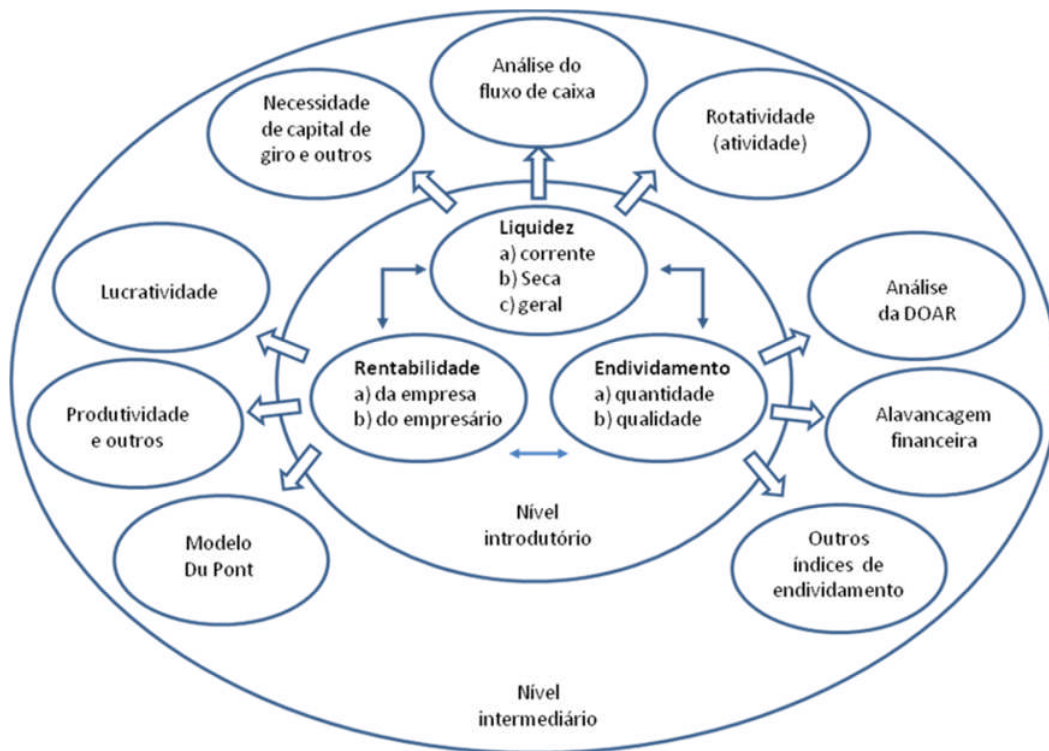 Análise do
fluxo de caixa
Necessidade
de capital de
giro e outros
Rotatividade
(atividade)
Liquidez
a) corrente
b) Seca
c) geral
Lucratividade
Análise
da DOAR
Rentabilidade
a) da empresa
b) do empresário
Endividamento
a) quantidade
b) qualidade
Produtividade
e outros
Alavancagem
financeira
Modelo
Du Pont
Nível
introdutório
Outros
índices de
endividamento
Nível
intermediário